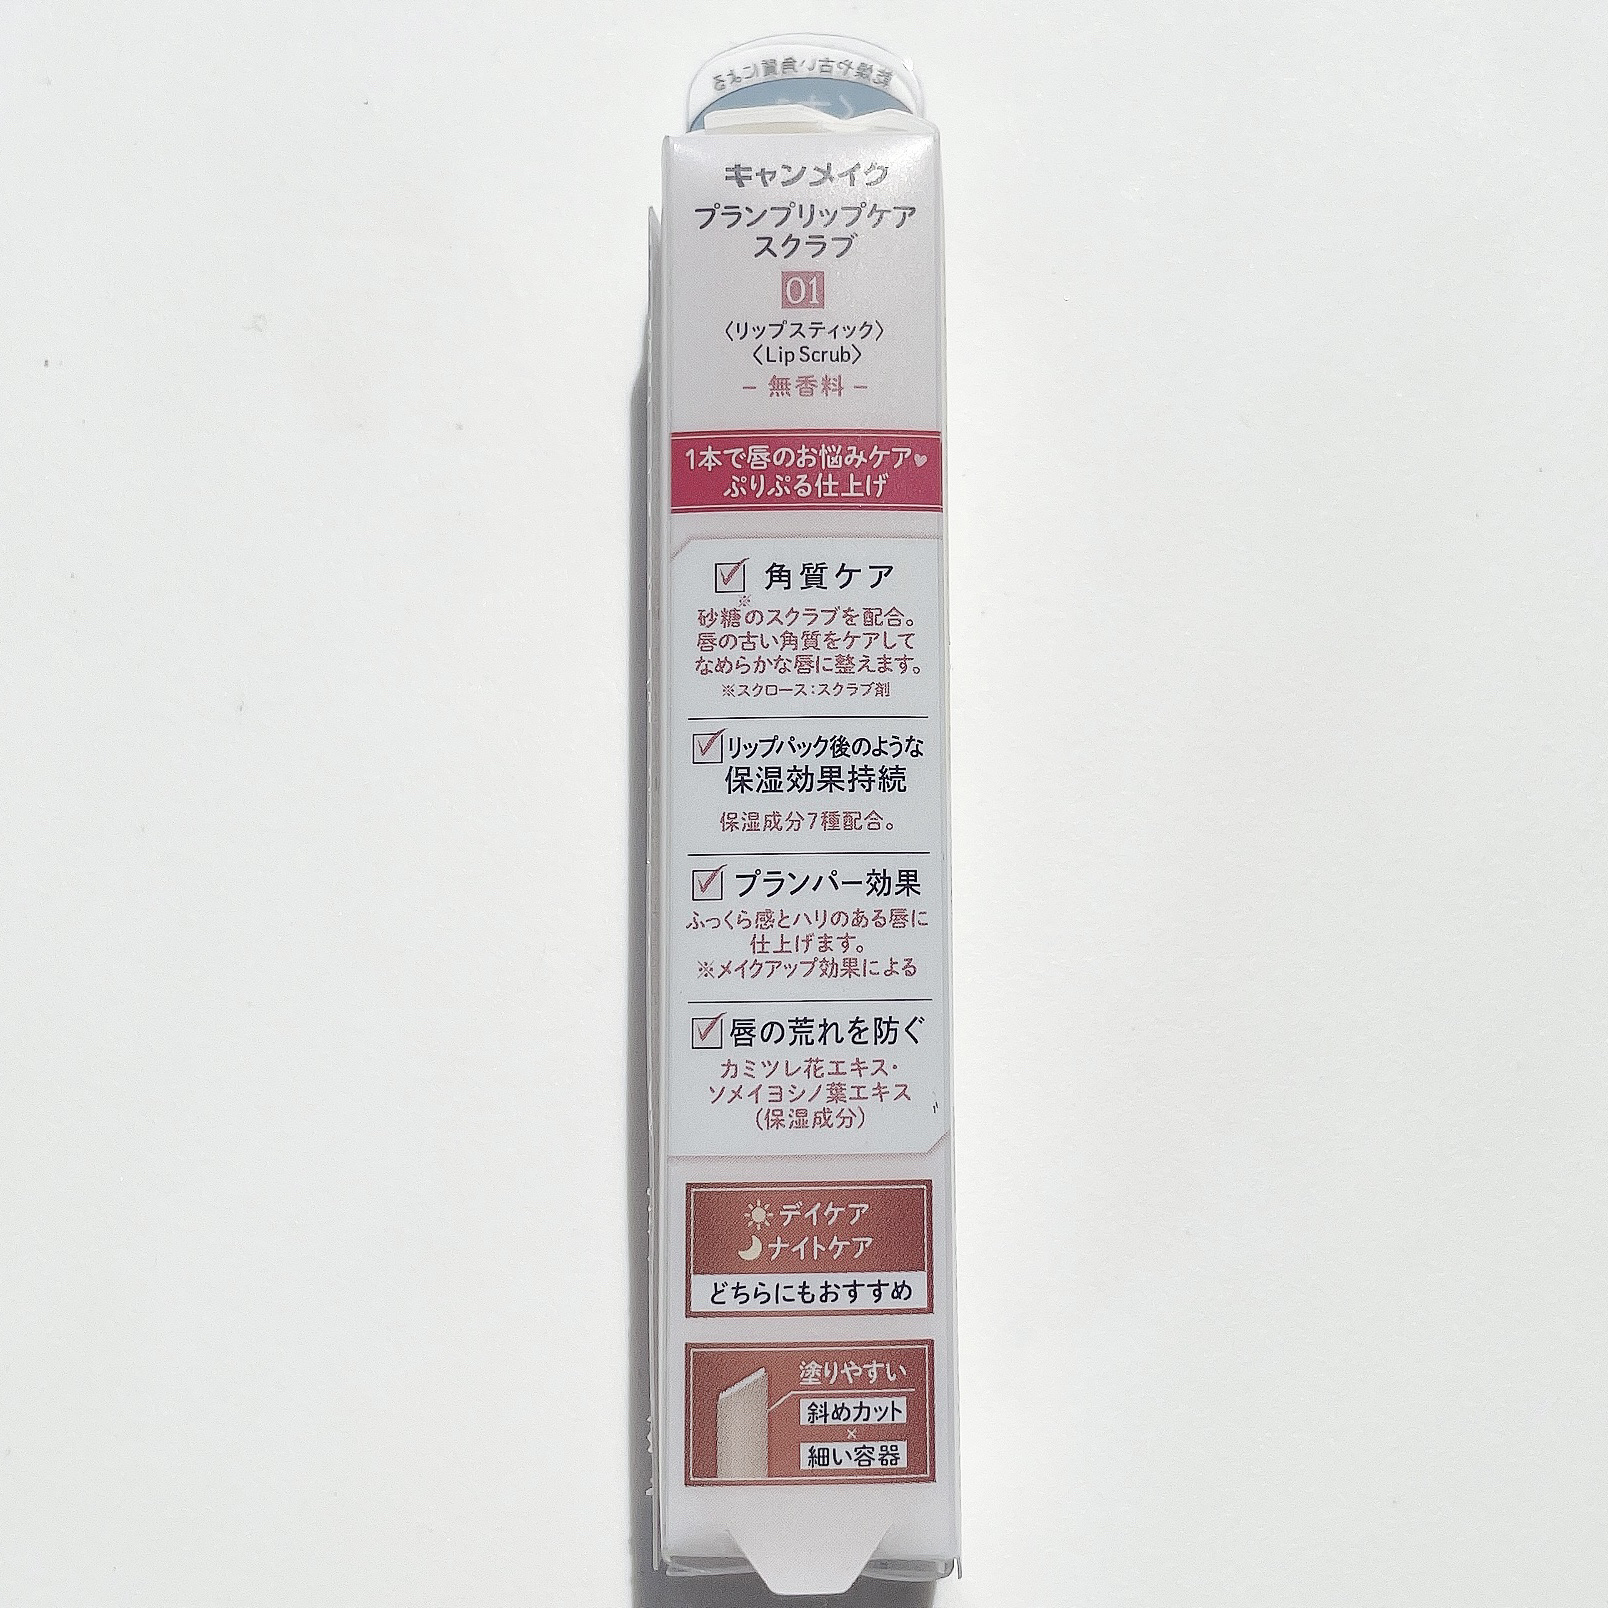 乾燥や古い角質による
キャンメイク
プランプリップケア
スクラブ
01
〈リップスティック〉
〈Lip Scrub〉
− 無香料 −
1本で唇のお悩みケア♥
ぷりぷる仕上げ
角質ケア
砂糖※のスクラブを配合。
唇の古い角質をケアして
なめらかな唇に整えます。
※スクロース：スクラブ剤
リップパック後のような
保湿効果持続
保湿成分7種配合。
プランパー効果
ふっくら感とハリのある唇に
仕上げます。
※メイクアップ効果による
唇の荒れを防ぐ
カミツレ花エキス・
ソメイヨシノ葉エキス
（保湿成分）
デイケア
ナイトケア
どちらにもおすすめ
塗りやすい
斜めカット
×
細い容器